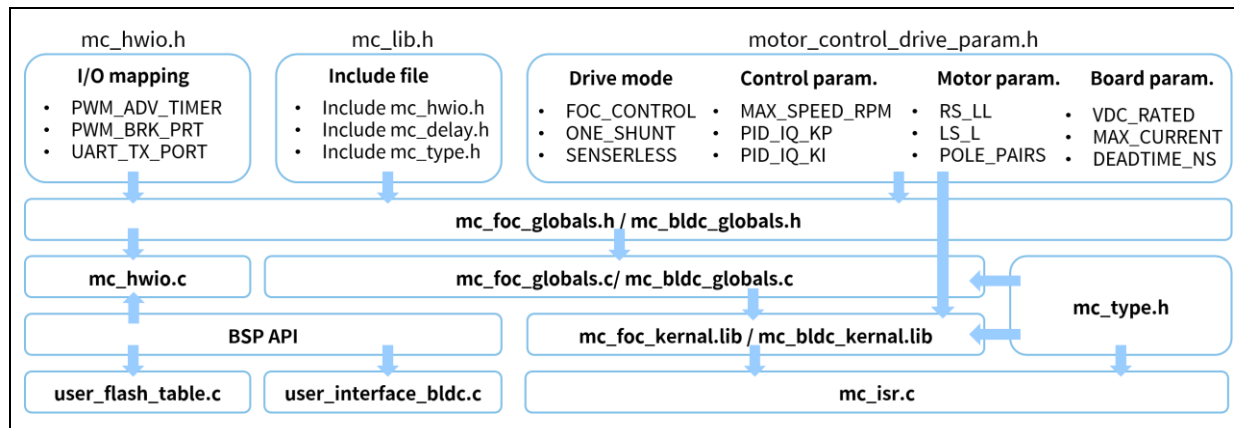 mc_hwio.h
mc_lib.h
motor_control_drive_param.h
I/O mapping
• PWM_ADV_TIMER
• PWM_BRK_PRT
• UART_TX_PORT
Include file
• Include mc_hwio.h
• Include mc_delay.h
• Include mc_type.h
Drive mode
• FOC_CONTROL
• ONE_SHUNT
• SENSERLESS
Control param.
• MAX_SPEED_RPM
• PID_IQ_KP
• PID_IQ_KI
Motor param.
• RS_LL
• LS_L
• POLE_PAIRS
Board param.
• VDC_RATED
• MAX_CURRENT
• DEADTIME_NS
mc_foc_globals.h / mc_bldc_globals.h
mc_hwio.c
mc_foc_globals.c/ mc_bldc_globals.c
mc_type.h
BSP API
mc_foc_kernal.lib / mc_bldc_kernal.lib
user_flash_table.c
user_interface_bldc.c
mc_isr.c